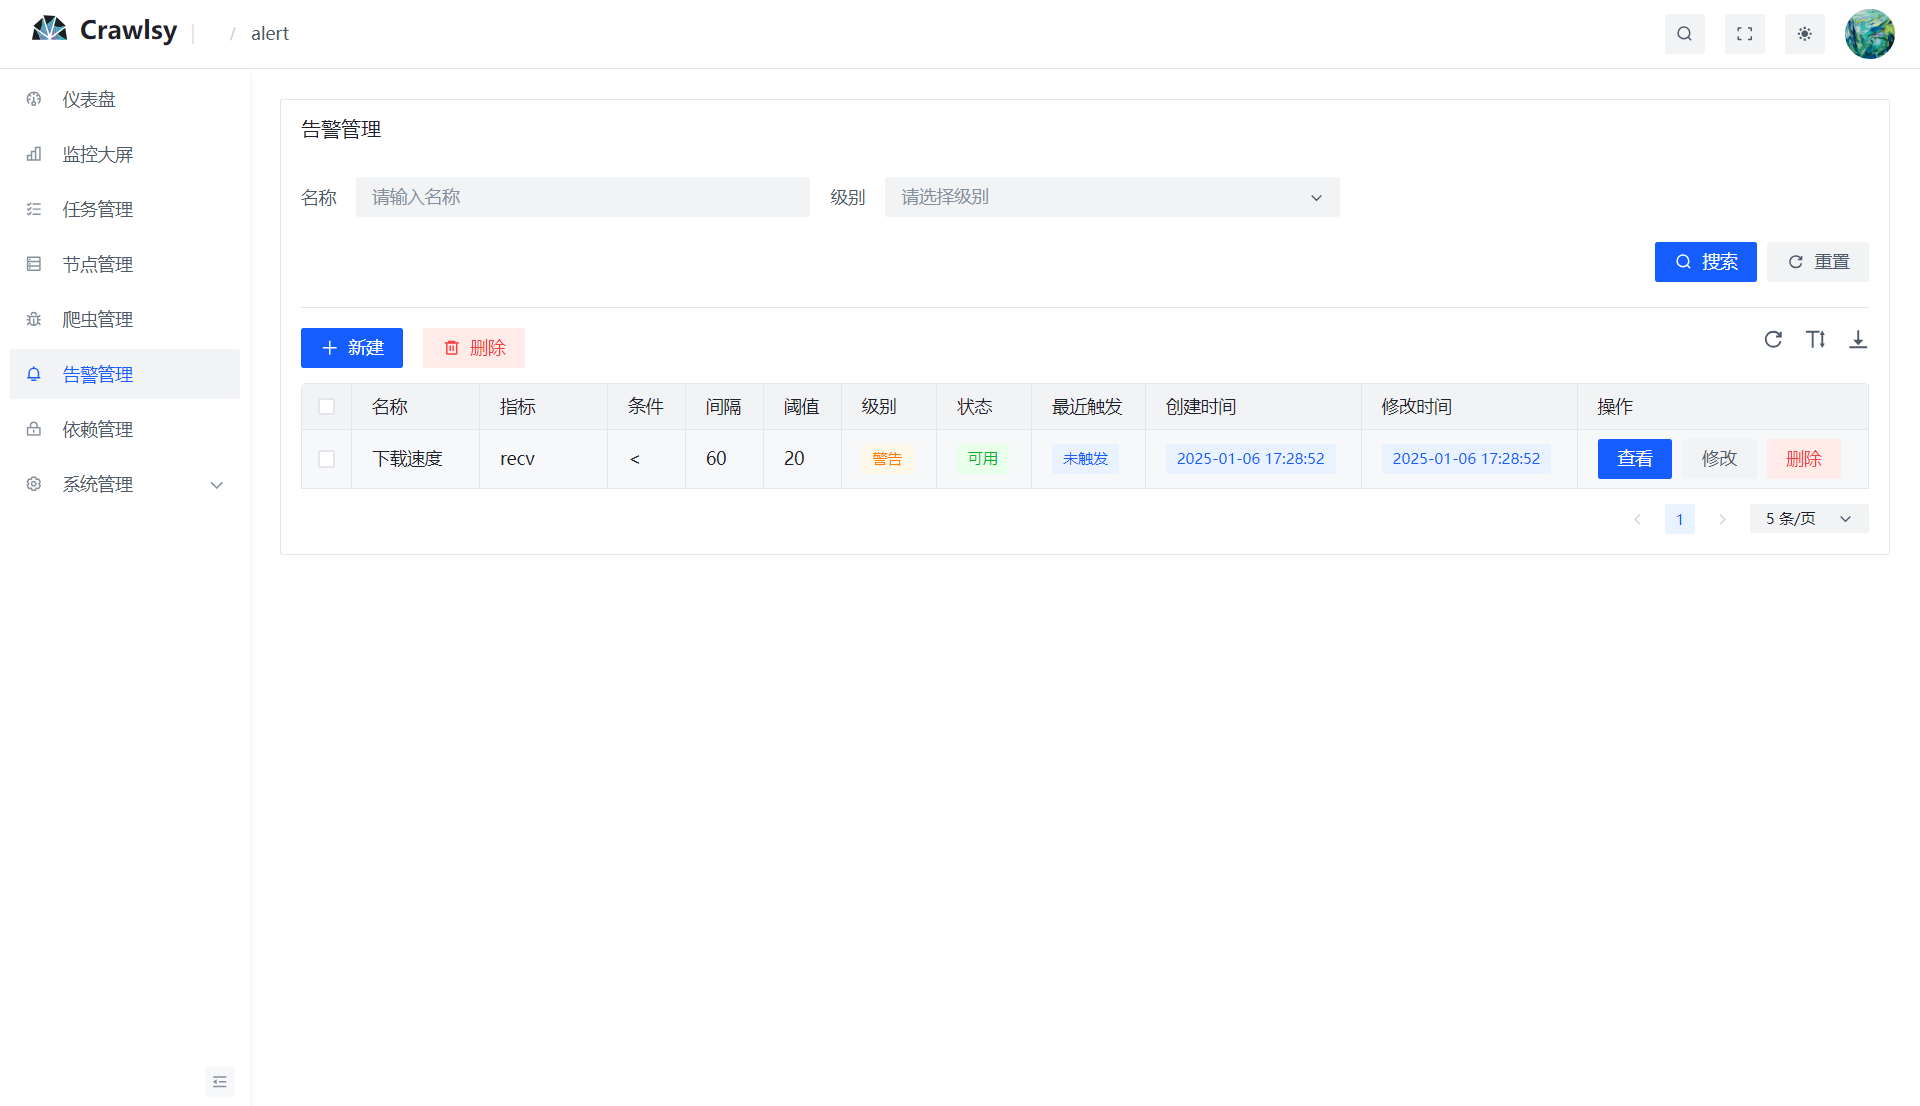 Crawlsy
/ alert
仪表盘
监控大屏
任务管理
节点管理
爬虫管理
告警管理
依赖管理
系统管理
告警管理
名称 请输入名称 级别 请选择级别
搜索 重置
新建 删除
名称 指标 条件 间隔 阈值 级别 状态 最近触发 创建时间 修改时间 操作
下载速度 recv < 60 20 警告 可用 未触发 2025-01-06 17:28:52 2025-01-06 17:28:52 查看 修改 删除
1 5 条/页